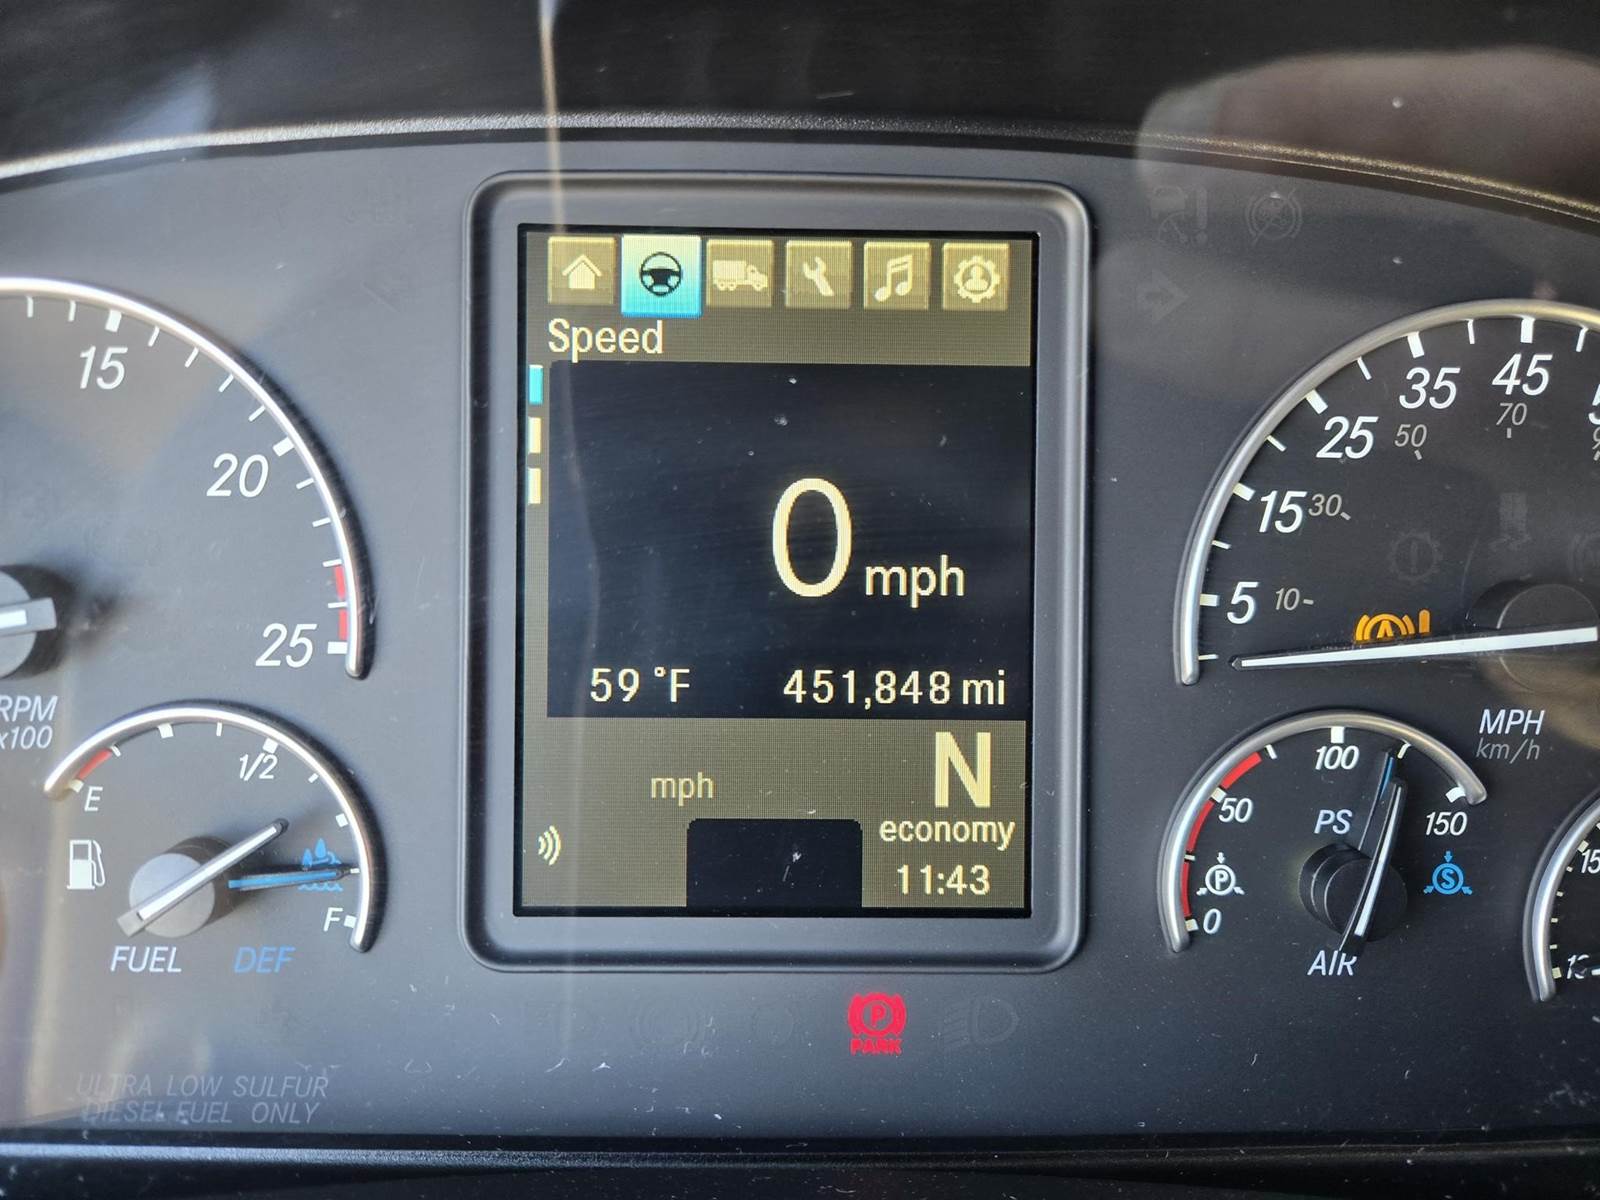 Speed
0 mph
59 °F 451,848 mi
mph
N
economy
11:43
15
20
25
RPM
x100
E
1/2
F
FUEL
DEF
ULTRA LOW SULFUR
DIESEL FUEL ONLY
5
15
25
35
45
10
30
50
70
MPH
km/h
0
50
100
150
PS
P
S
AIR
P
PARK